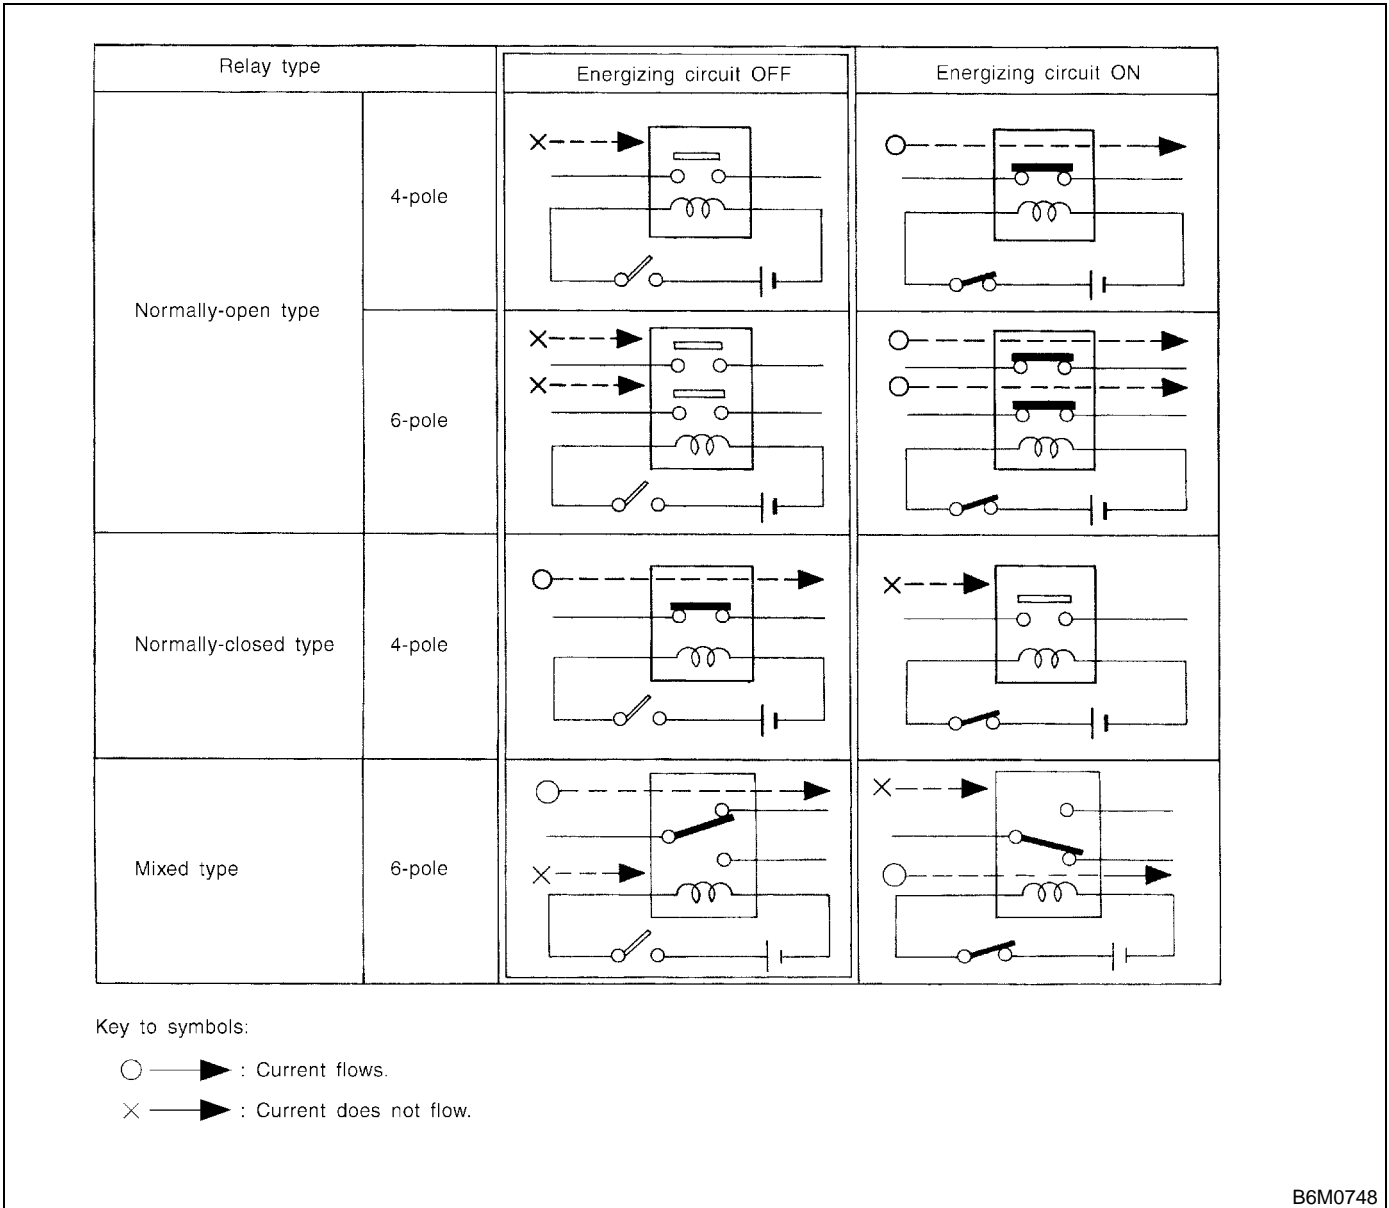 Relay type
Energizing circuit OFF
Energizing circuit ON
Normally-open type
4-pole
6-pole
Normally-closed type
4-pole
Mixed type
6-pole
Key to symbols:
: Current flows.
: Current does not flow.
B6M0748